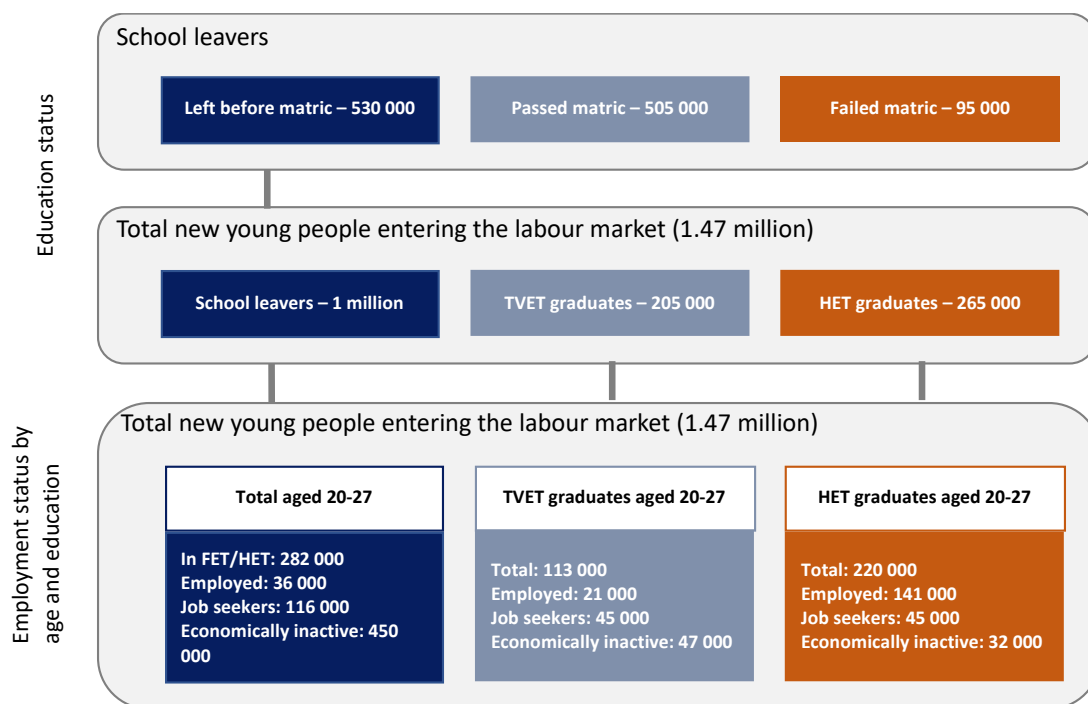 School leavers
Left before matric – 530 000
Passed matric – 505 000
Failed matric – 95 000
Education status
Total new young people entering the labour market (1.47 million)
School leavers – 1 million
TVET graduates – 205 000
HET graduates – 265 000
Total new young people entering the labour market (1.47 million)
Employment status by
age and education
Total aged 20-27
In FET/HET: 282 000
Employed: 36 000
Job seekers: 116 000
Economically inactive: 450
000
TVET graduates aged 20-27
Total: 113 000
Employed: 21 000
Job seekers: 45 000
Economically inactive: 47 000
HET graduates aged 20-27
Total: 220 000
Employed: 141 000
Job seekers: 45 000
Economically inactive: 32 000